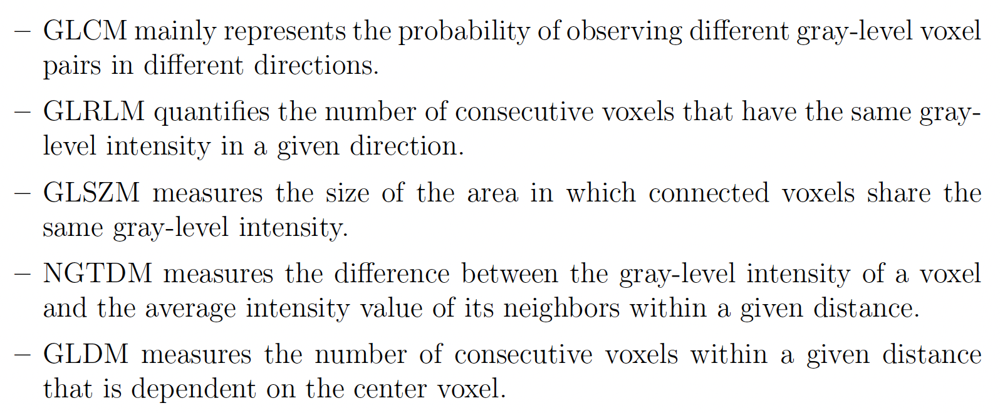 – GLCM mainly represents the probability of observing different gray-level voxel
pairs in different directions.
– GLRLM quantifies the number of consecutive voxels that have the same gray-
level intensity in a given direction.
– GLSZM measures the size of the area in which connected voxels share the
same gray-level intensity.
– NGTDM measures the difference between the gray-level intensity of a voxel
and the average intensity value of its neighbors within a given distance.
– GLDM measures the number of consecutive voxels within a given distance
that is dependent on the center voxel.